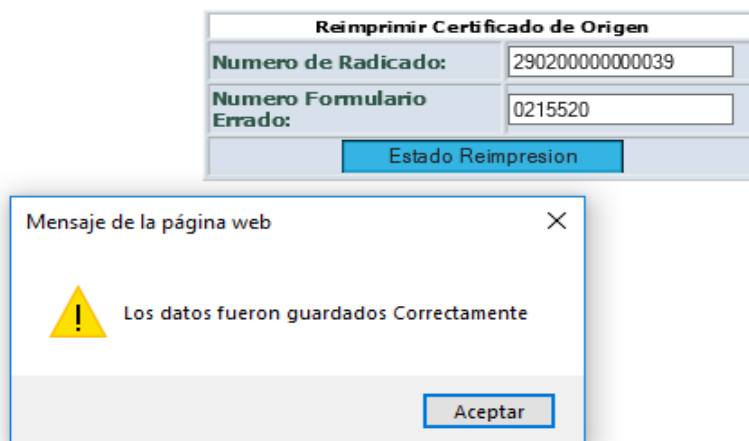 Reimprimir Certificado de Origen
Numero de Radicado: 290200000000039
Numero Formulario
Errado: 0215520
Estado Reimpresion
Mensaje de la página web
Los datos fueron guardados Correctamente
Aceptar